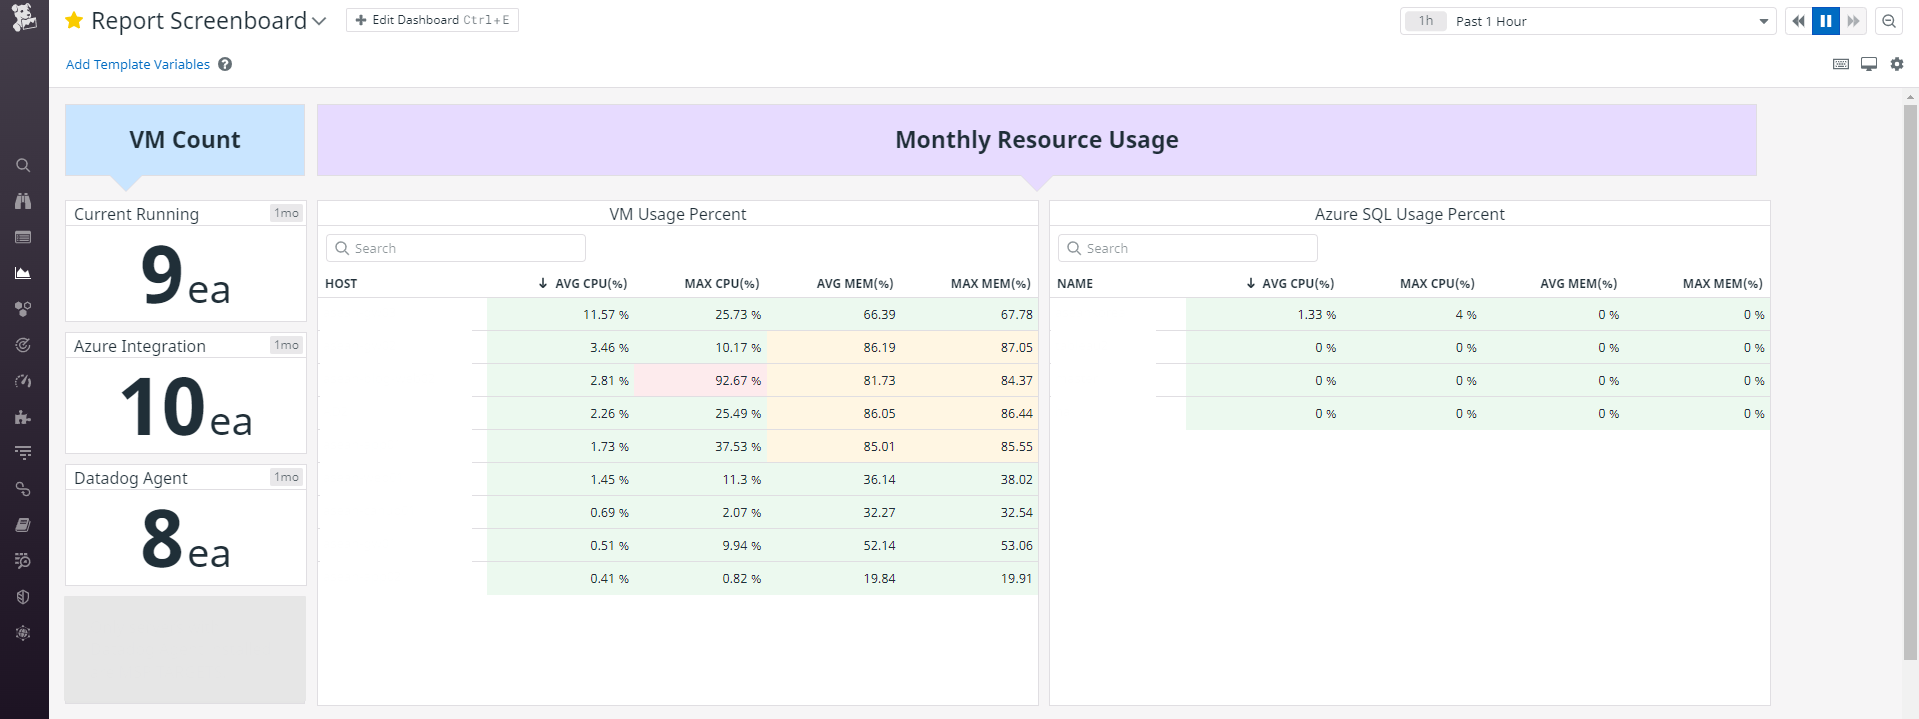 Report Screenboard
Edit Dashboard Ctrl+E
1h Past 1 Hour
Add Template Variables
VM Count
Monthly Resource Usage
Current Running 1mo
9ea
Azure Integration 1mo
10ea
Datadog Agent 1mo
8ea
VM Usage Percent
Search
HOST AVG CPU(%) MAX CPU(%) AVG MEM(%) MAX MEM(%)
11.57 % 25.73 % 66.39 67.78
3.46 % 10.17 % 86.19 87.05
2.81 % 92.67 % 81.73 84.37
2.26 % 25.49 % 86.05 86.44
1.73 % 37.53 % 85.01 85.55
1.45 % 11.3 % 36.14 38.02
0.69 % 2.07 % 32.27 32.54
0.51 % 9.94 % 52.14 53.06
0.41 % 0.82 % 19.84 19.91
Azure SQL Usage Percent
Search
NAME AVG CPU(%) MAX CPU(%) AVG MEM(%) MAX MEM(%)
1.33 % 4 % 0 % 0 %
0 % 0 % 0 % 0 %
0 % 0 % 0 % 0 %
0 % 0 % 0 % 0 %